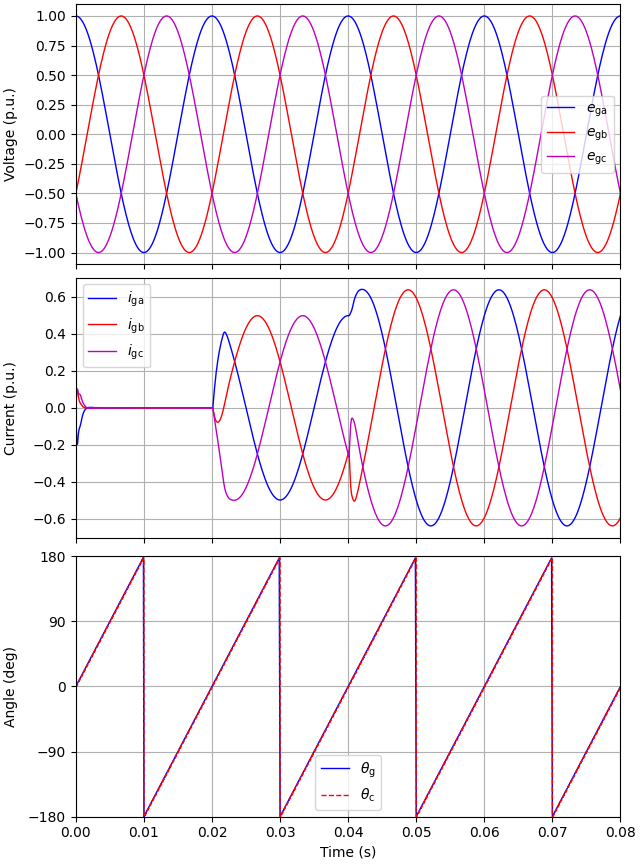 1.00
0.75
0.50
0.25
0.00
−0.25
−0.50
−0.75
−1.00
Voltage (p.u.)
e_ga
e_gb
e_gc
0.6
0.4
0.2
0.0
−0.2
−0.4
−0.6
Current (p.u.)
i_ga
i_gb
i_gc
180
90
0
−90
−180
Angle (deg)
θ_g
θ_c
0.00 0.01 0.02 0.03 0.04 0.05 0.06 0.07 0.08
Time (s)